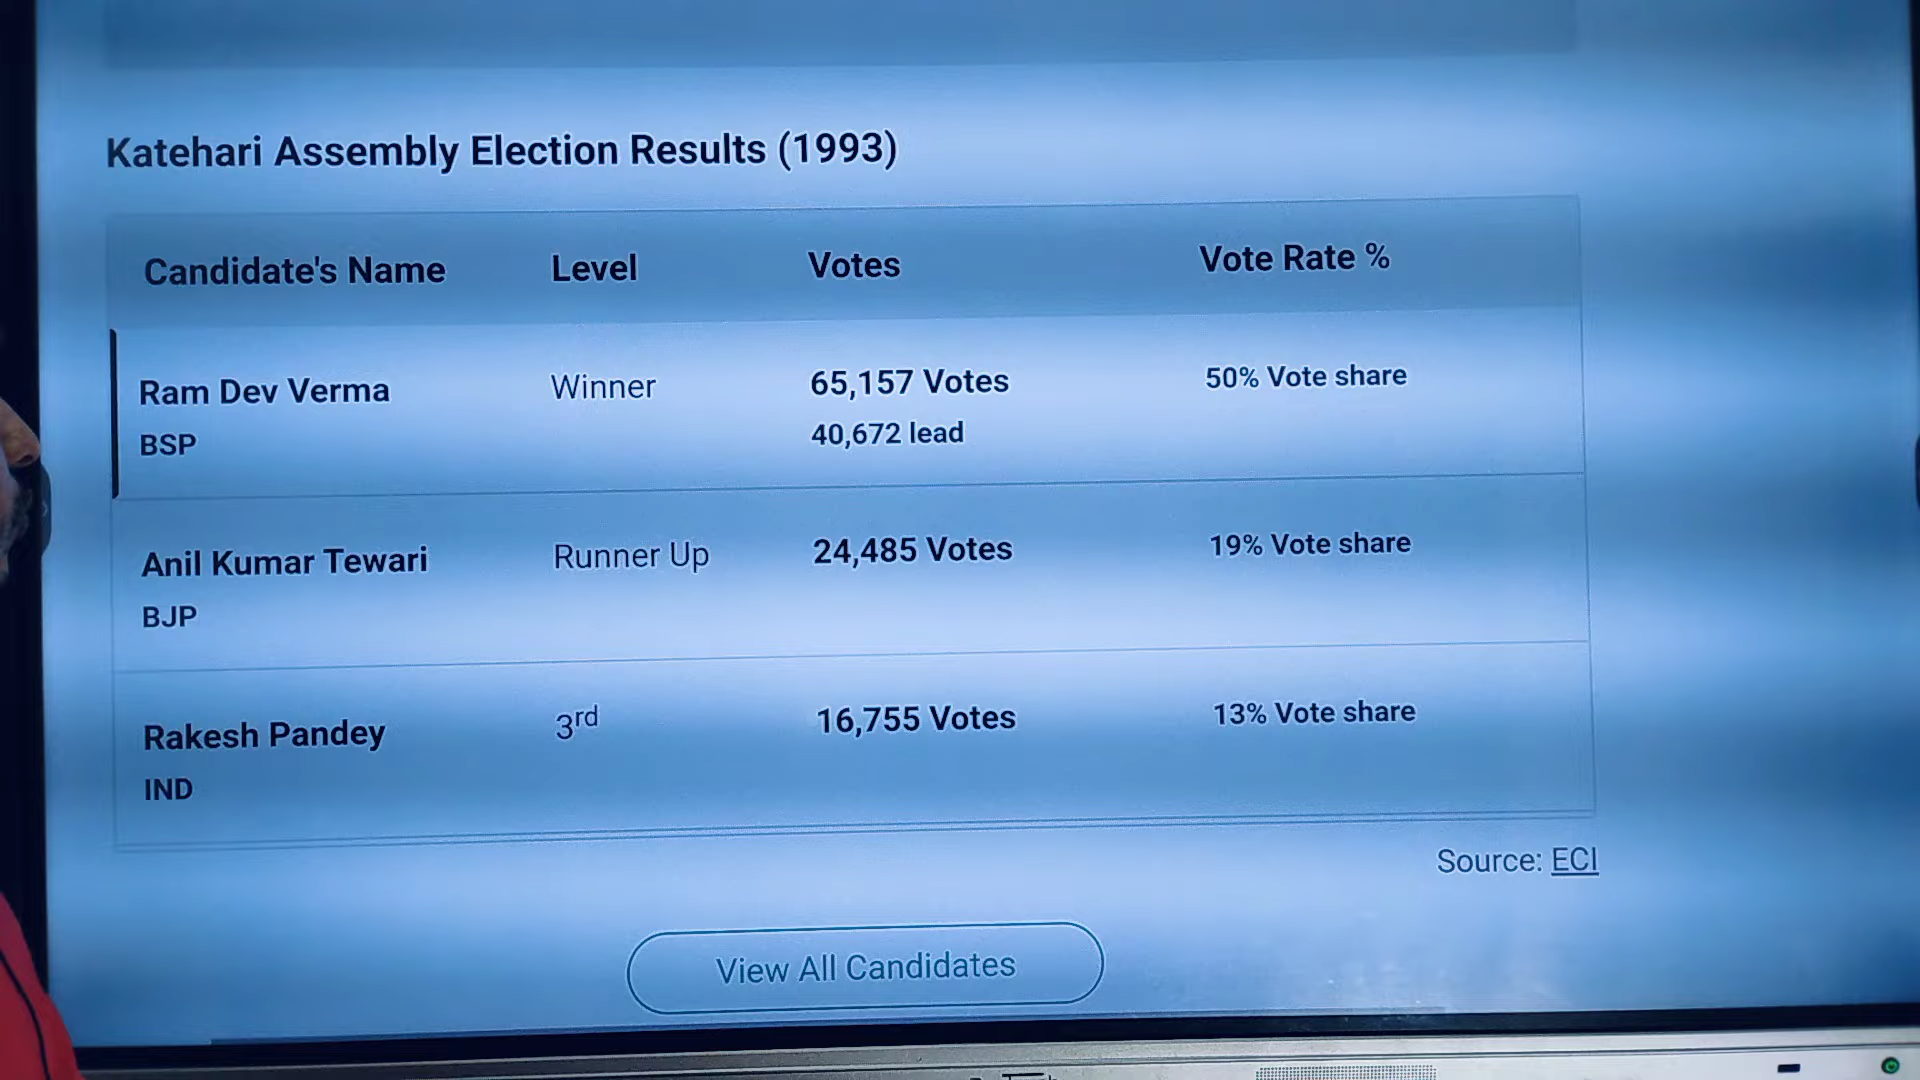 Katehari Assembly Election Results (1993)
Candidate's Name Level Votes Vote Rate %
Ram Dev Verma Winner 65,157 Votes 50% Vote share
BSP 40,672 lead
Anil Kumar Tewari Runner Up 24,485 Votes 19% Vote share
BJP
Rakesh Pandey 3rd 16,755 Votes 13% Vote share
IND
Source: ECI
View All Candidates